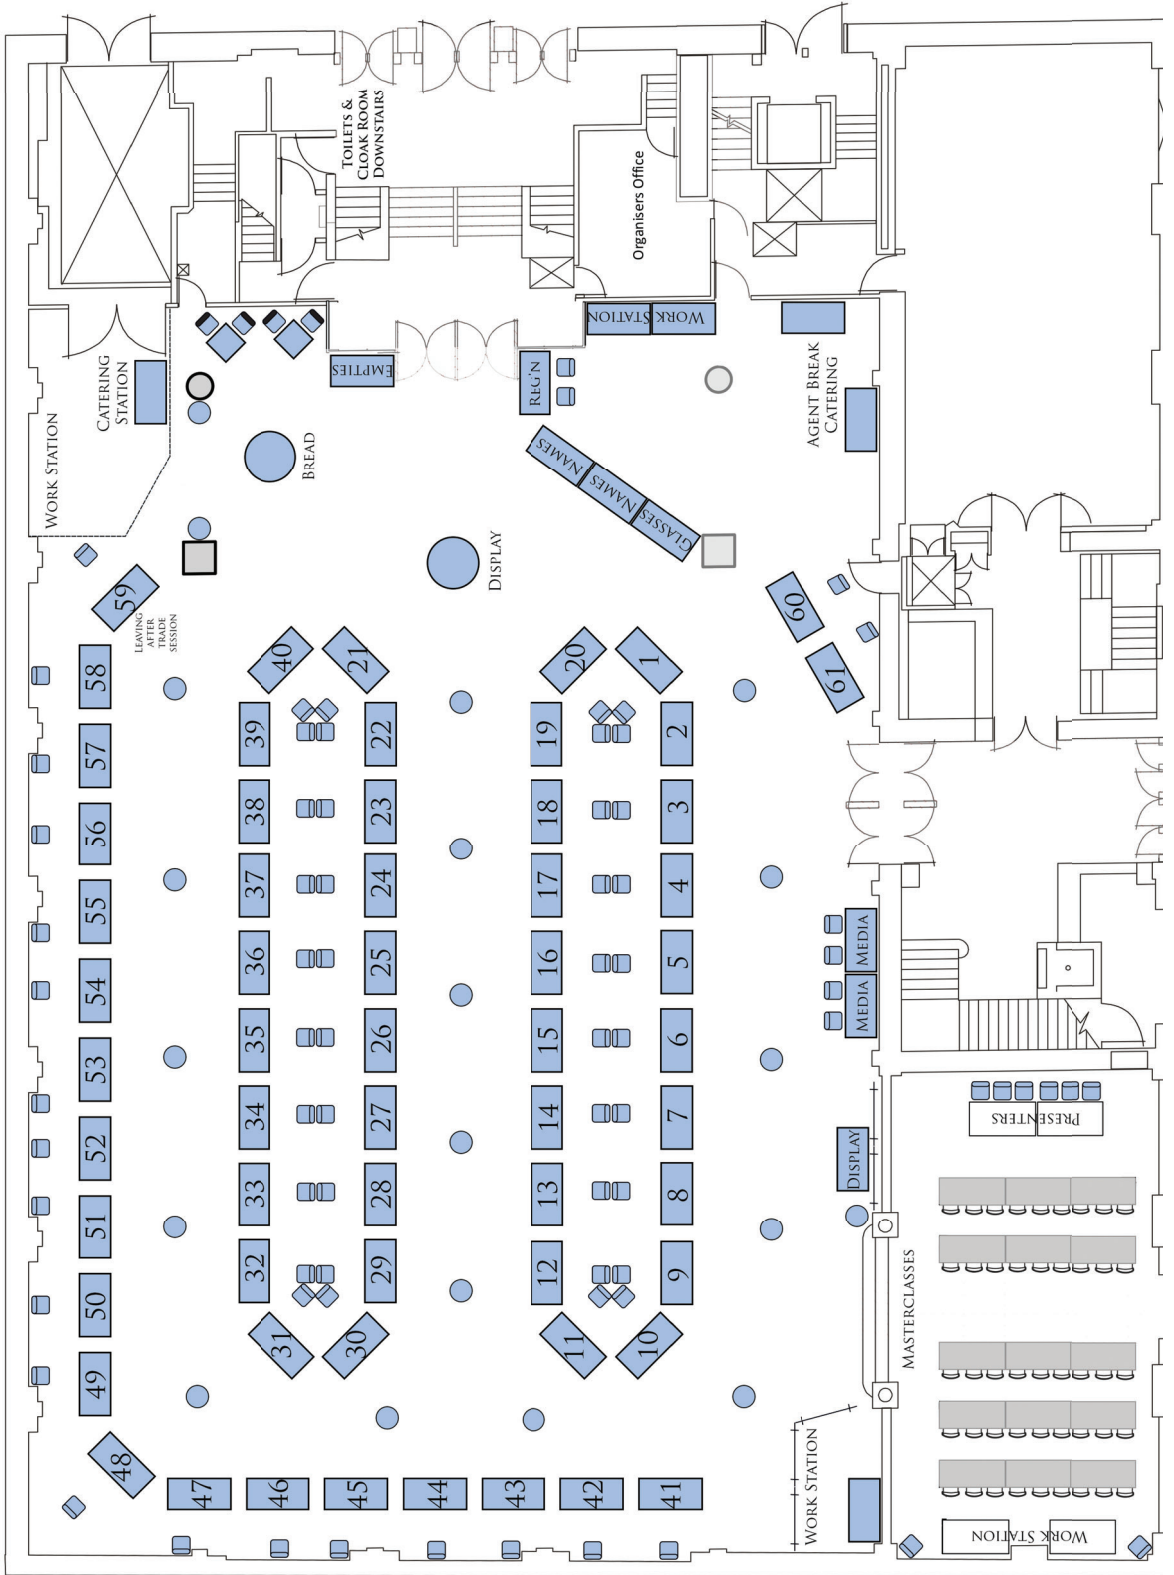 TOILETS &
CLOAK ROOM
DOWNSTAIRS
Organisers Office
WORK STATION
CATERING
STATION
EMPTIES
REG'N
STATION
WORK
AGENT BREAK
CATERING
BREAD
NAMES
NAMES
GLASSES
DISPLAY
59
LEAVING
AFTER
TRADE
SESSION
60
61
58
57
56
55
54
53
52
51
50
49
48
40
21
39
22
38
23
37
24
36
25
35
26
34
27
33
28
32
29
31
30
20
1
19
2
18
3
17
4
16
5
15
6
14
7
13
8
12
9
11
10
47
46
45
44
43
42
41
MEDIA
MEDIA
DISPLAY
PRESENTERS
MASTERCLASSES
WORK STATION
WORK STATION